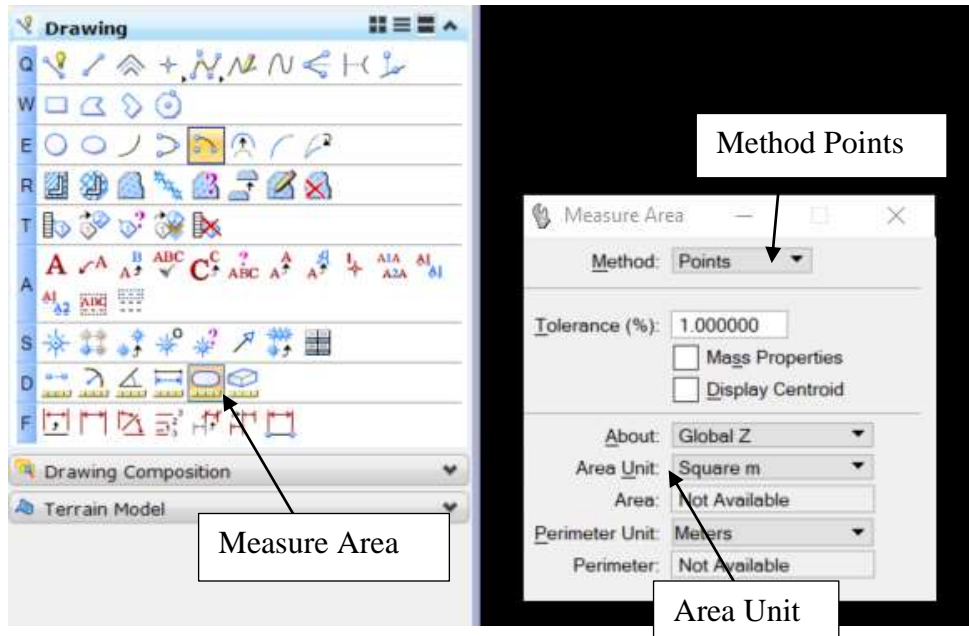 Drawing
Q
W
E
R
T
A
S
D
F
Drawing Composition
Terrain Model
Measure Area
Method Points
Measure Area
Method: Points
Tolerance (%): 1.000000
Mass Properties
Display Centroid
About: Global Z
Area Unit: Square m
Area: Not Available
Perimeter Unit: Meters
Perimeter: Not Available
Area Unit